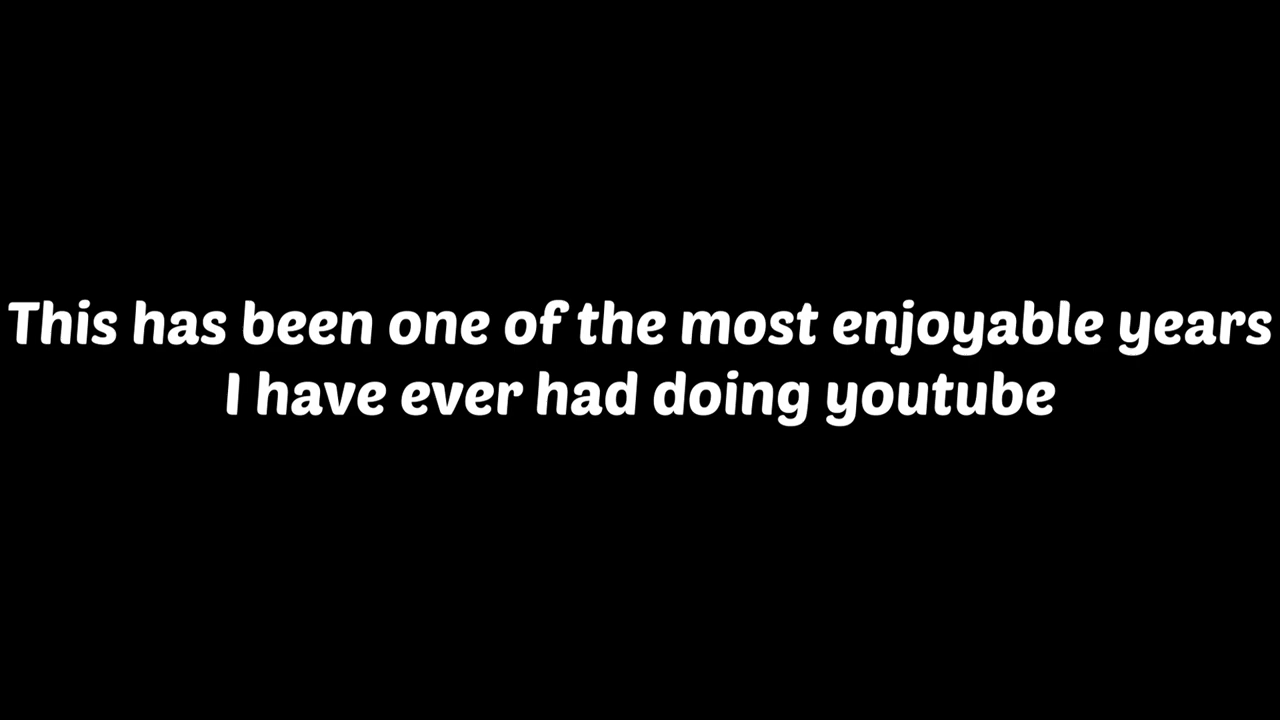 This has been one of the most enjoyable years
I have ever had doing youtube